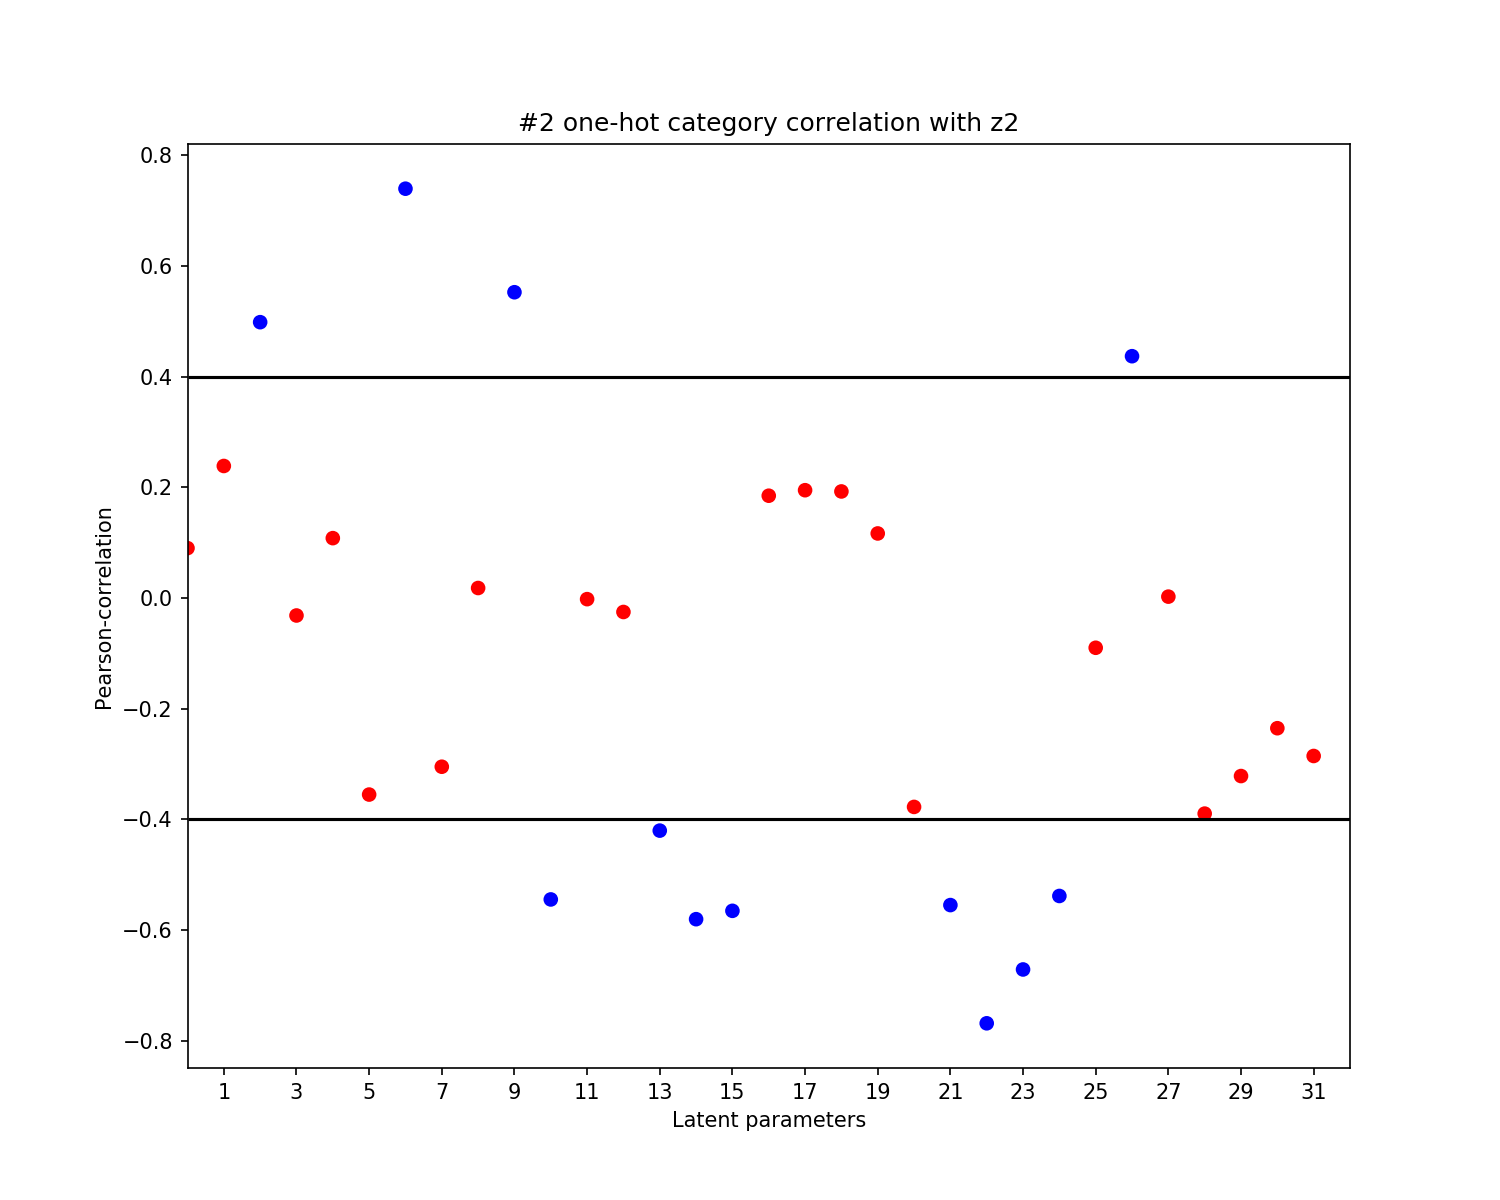 #2 one-hot category correlation with z2
0.8
0.6
0.4
0.2
0.0
−0.2
−0.4
−0.6
−0.8
Pearson-correlation
1 3 5 7 9 11 13 15 17 19 21 23 25 27 29 31
Latent parameters